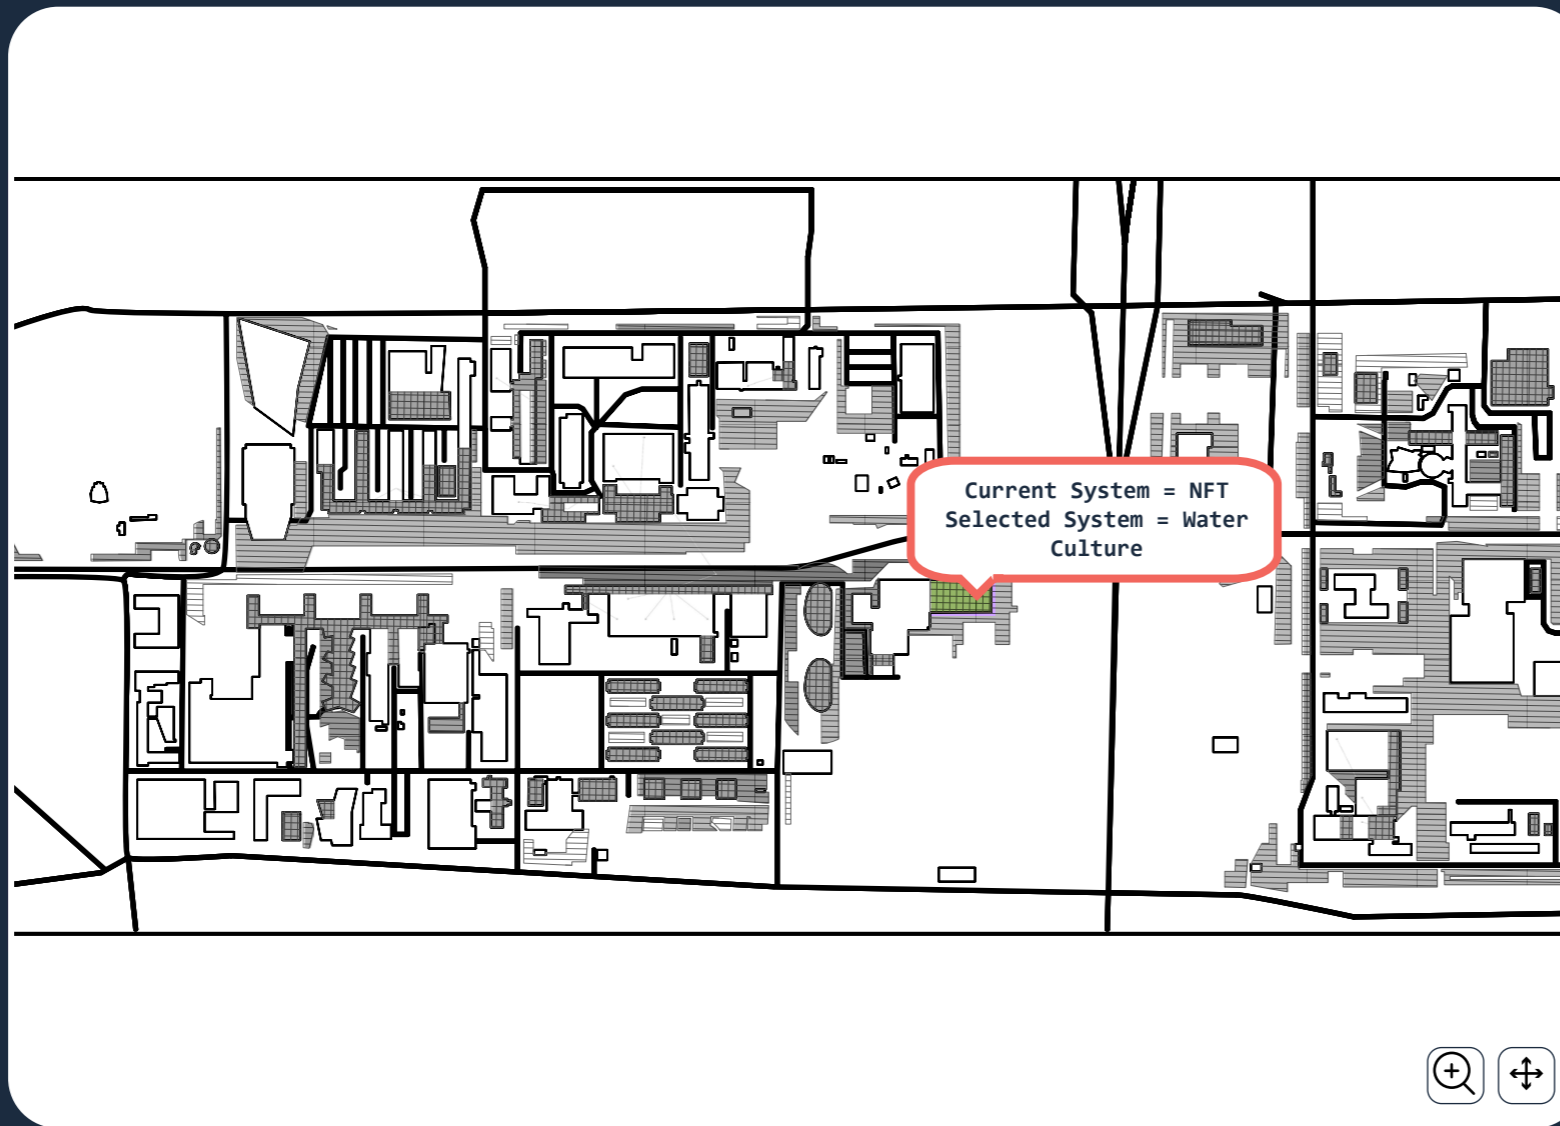 Current System = NFT
Selected System = Water
Culture